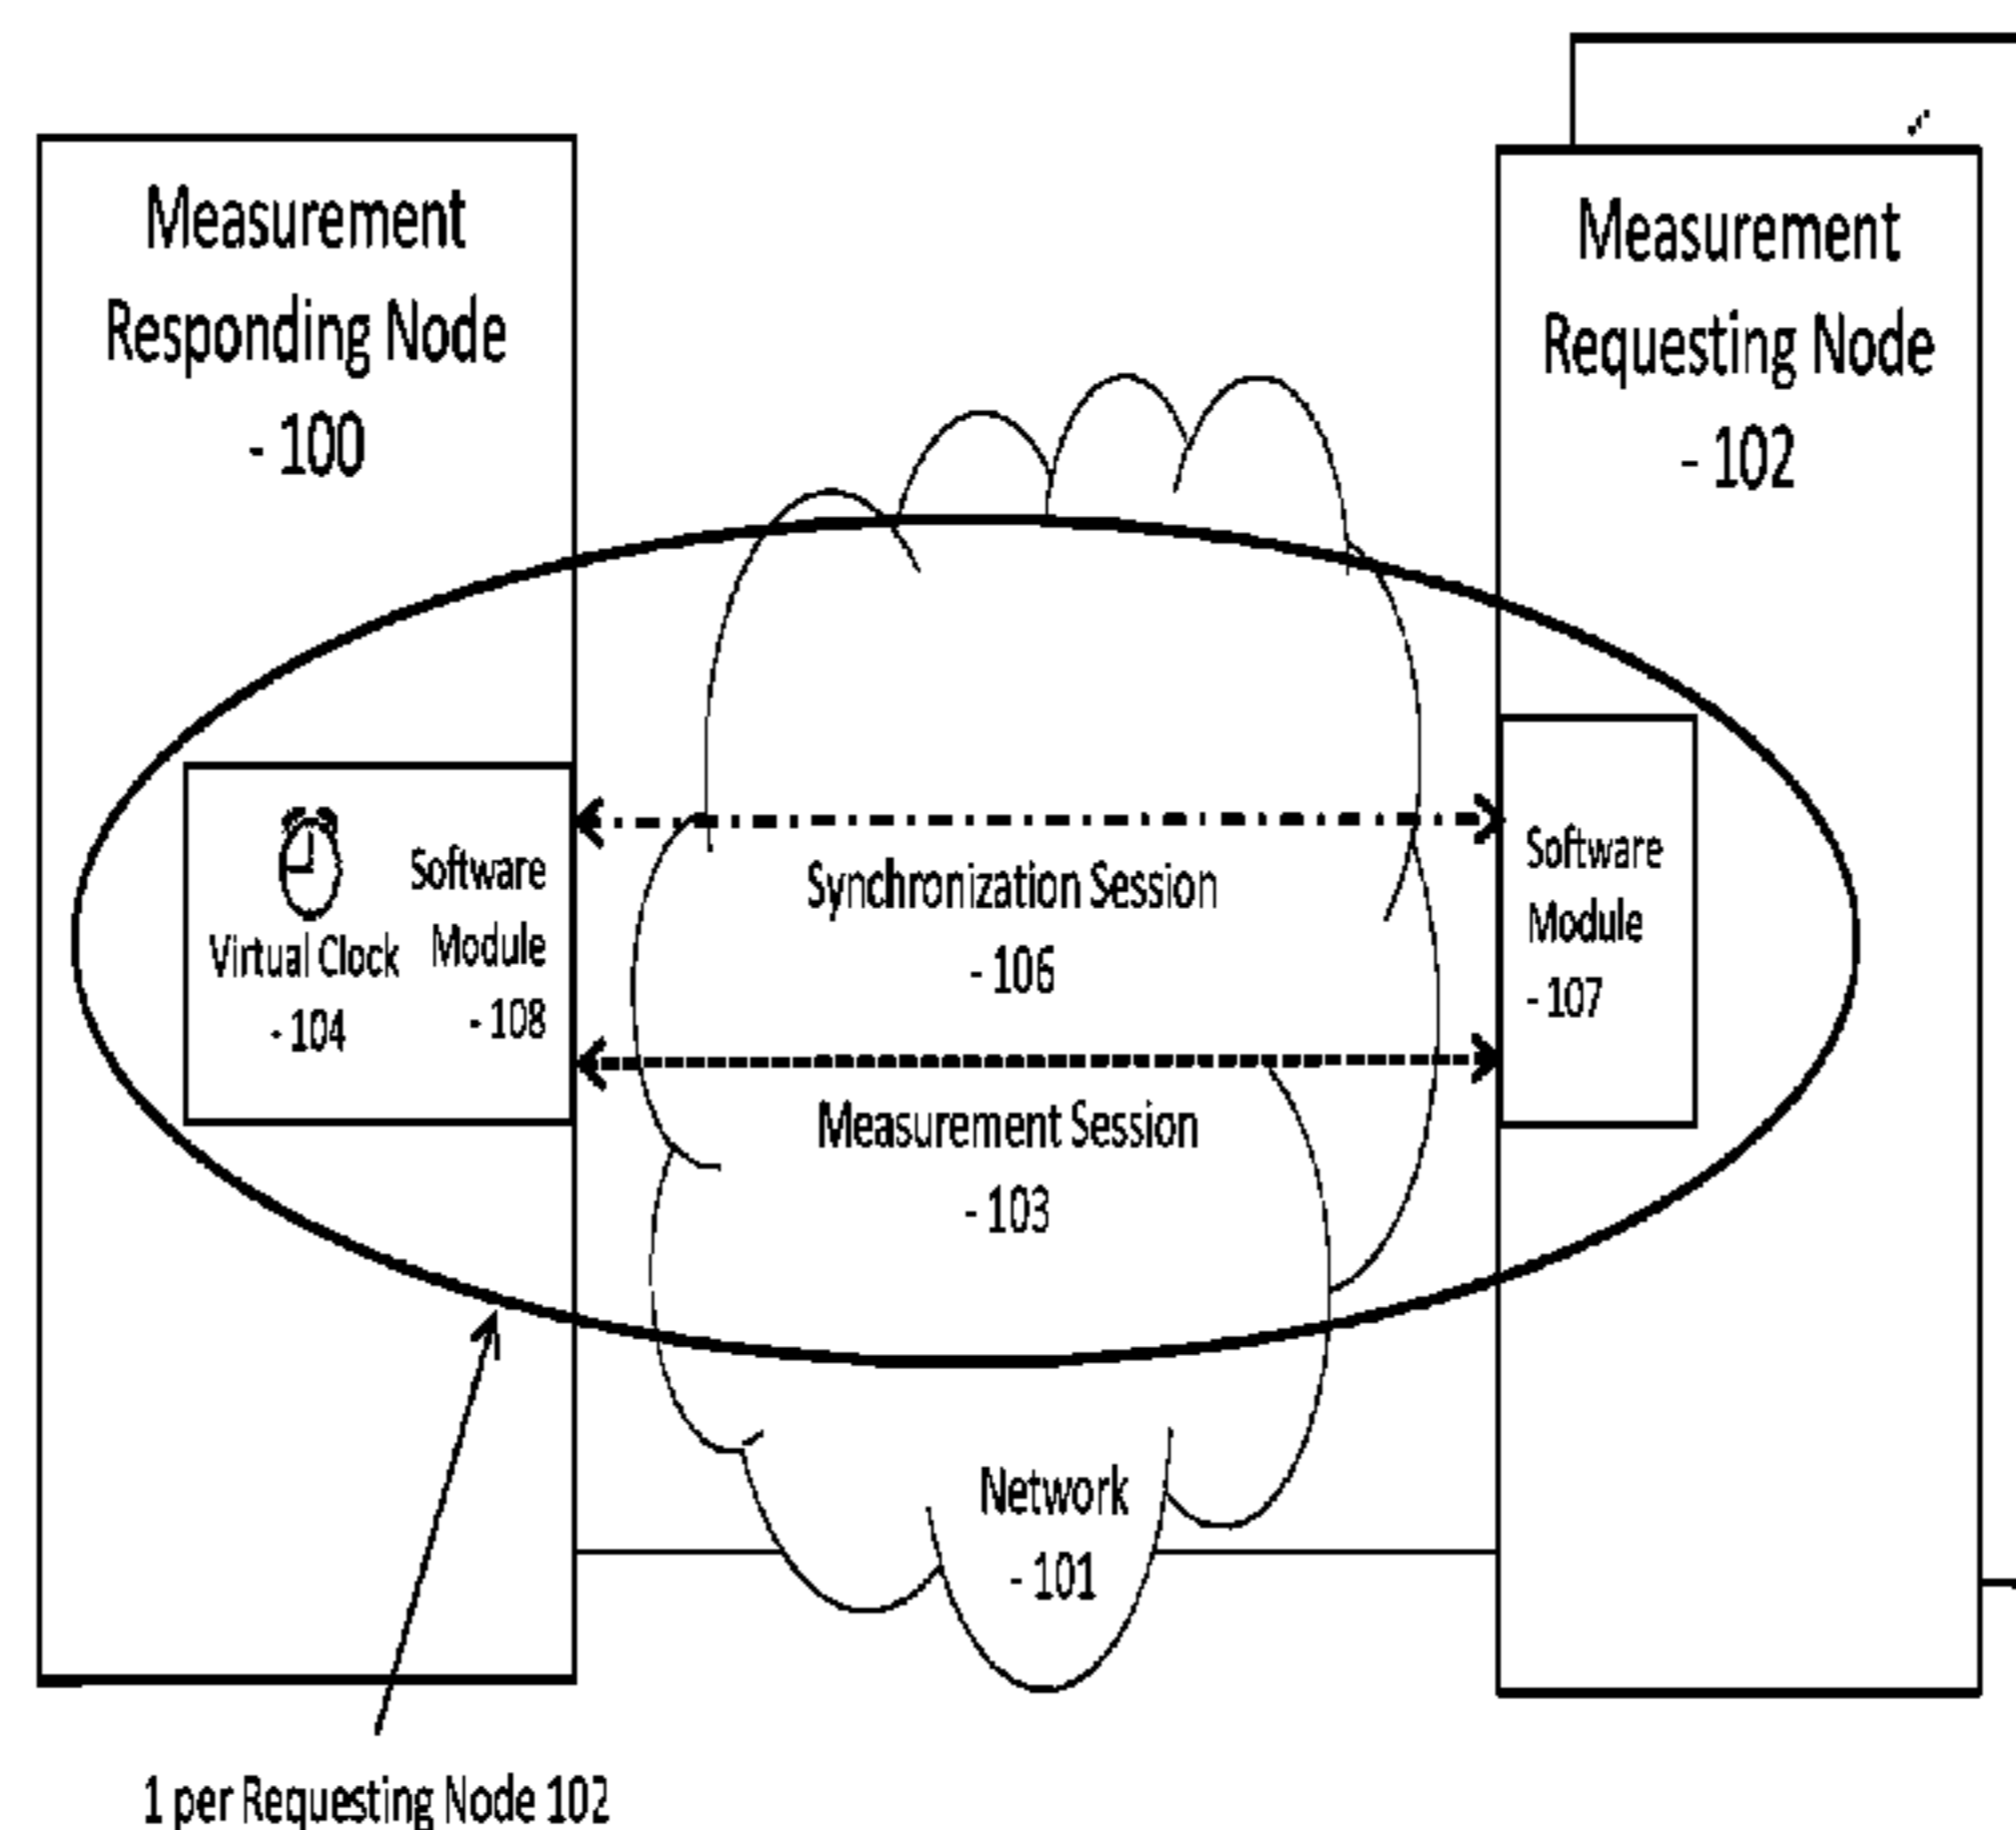 Measurement
Responding Node
- 100
Measurement
Requesting Node
- 102
Virtual Clock
- 104
Software
Module
- 108
Synchronization Session
- 106
Measurement Session
- 103
Software
Module
- 107
Network
- 101
1 per Requesting Node 102